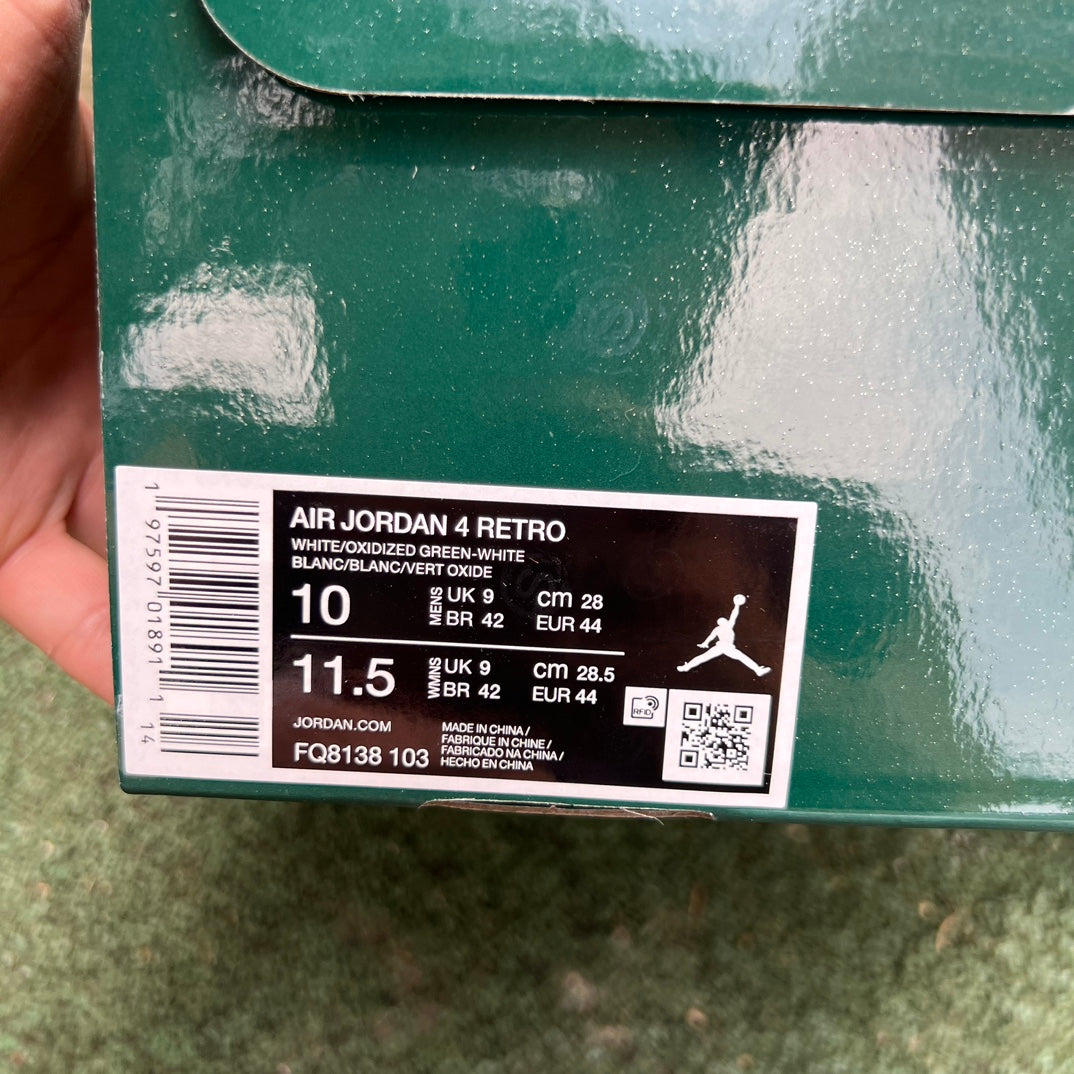 1 97597 01891 1 14
AIR JORDAN 4 RETRO
WHITE/OXIDIZED GREEN-WHITE
BLANC/BLANC/VERT OXIDE
10 MENS UK 9 cm 28
BR 42 EUR 44
11.5 WMNS UK 9 cm 28.5
BR 42 EUR 44
RFID
JORDAN.COM
FQ8138 103
MADE IN CHINA /
FABRIQUE IN CHINE /
FABRICADO NA CHINA /
HECHO EN CHINA